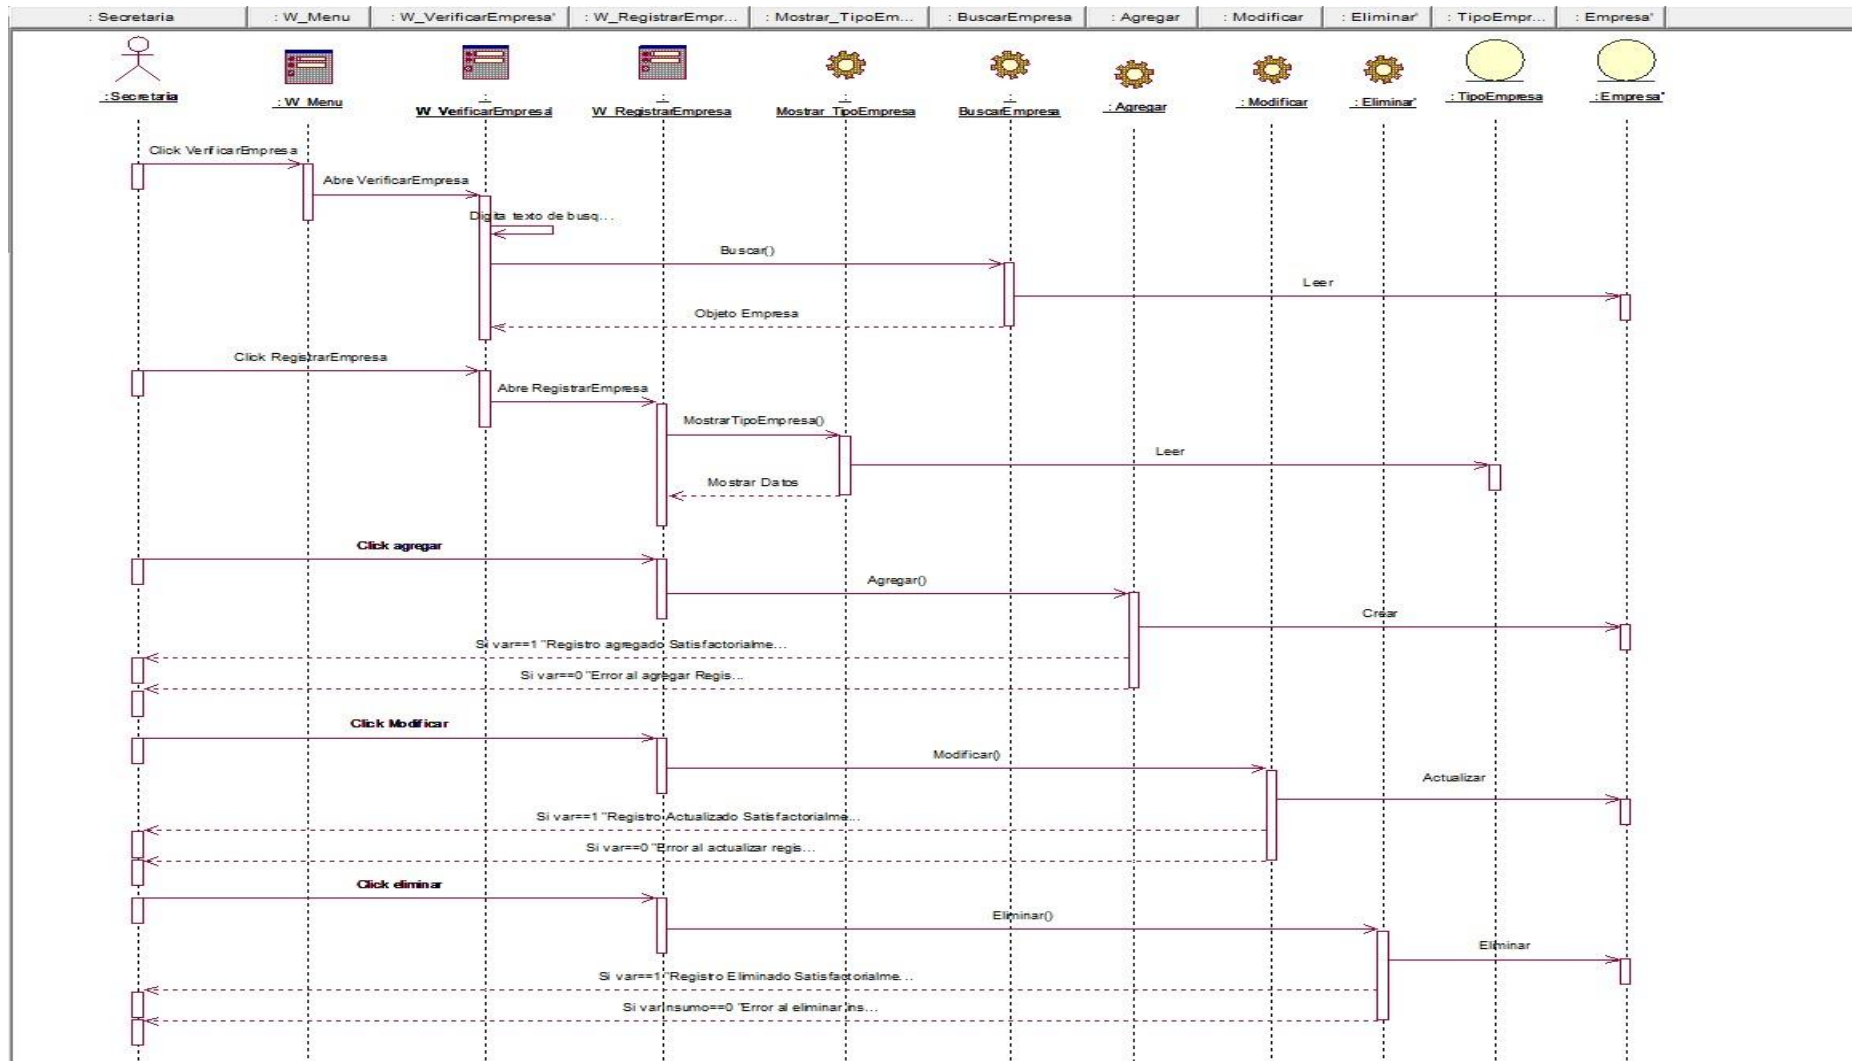 : Secretaria
: W_Menu
: W_VerificarEmpresa'
: W_RegistrarEmpr...
: Mostrar_TipoEm...
: BuscarEmpresa
: Agregar
: Modificar
: Eliminar'
: TipoEmpr...
: Empresa'
: Secretaria
: W_Menu
:
W_VerificarEmpresa'
:
W_RegistrarEmpresa
:
Mostrar_TipoEmpresa
:
BuscarEmpresa
: Agregar
: Modificar
: Eliminar'
: TipoEmpresa
: Empresa'
Click VerificarEmpresa
Abre VerificarEmpresa
Digita texto de busq...
Buscar()
Leer
Objeto Empresa
Click RegistrarEmpresa
Abre RegistrarEmpresa
MostrarTipoEmpresa()
Leer
Mostrar Datos
Click agregar
Agregar()
Crear
Si var==1 "Registro agregado Satisfactorialme...
Si var==0 "Error al agregar Regis...
Click Modificar
Modificar()
Actualizar
Si var==1 "Registro Actualizado Satisfactorialme...
Si var==0 "Error al actualizar regis...
Click eliminar
Eliminar()
Eliminar
Si var==1 "Registro Eliminado Satisfactorialme...
Si varInsumo==0 "Error al eliminar ins...